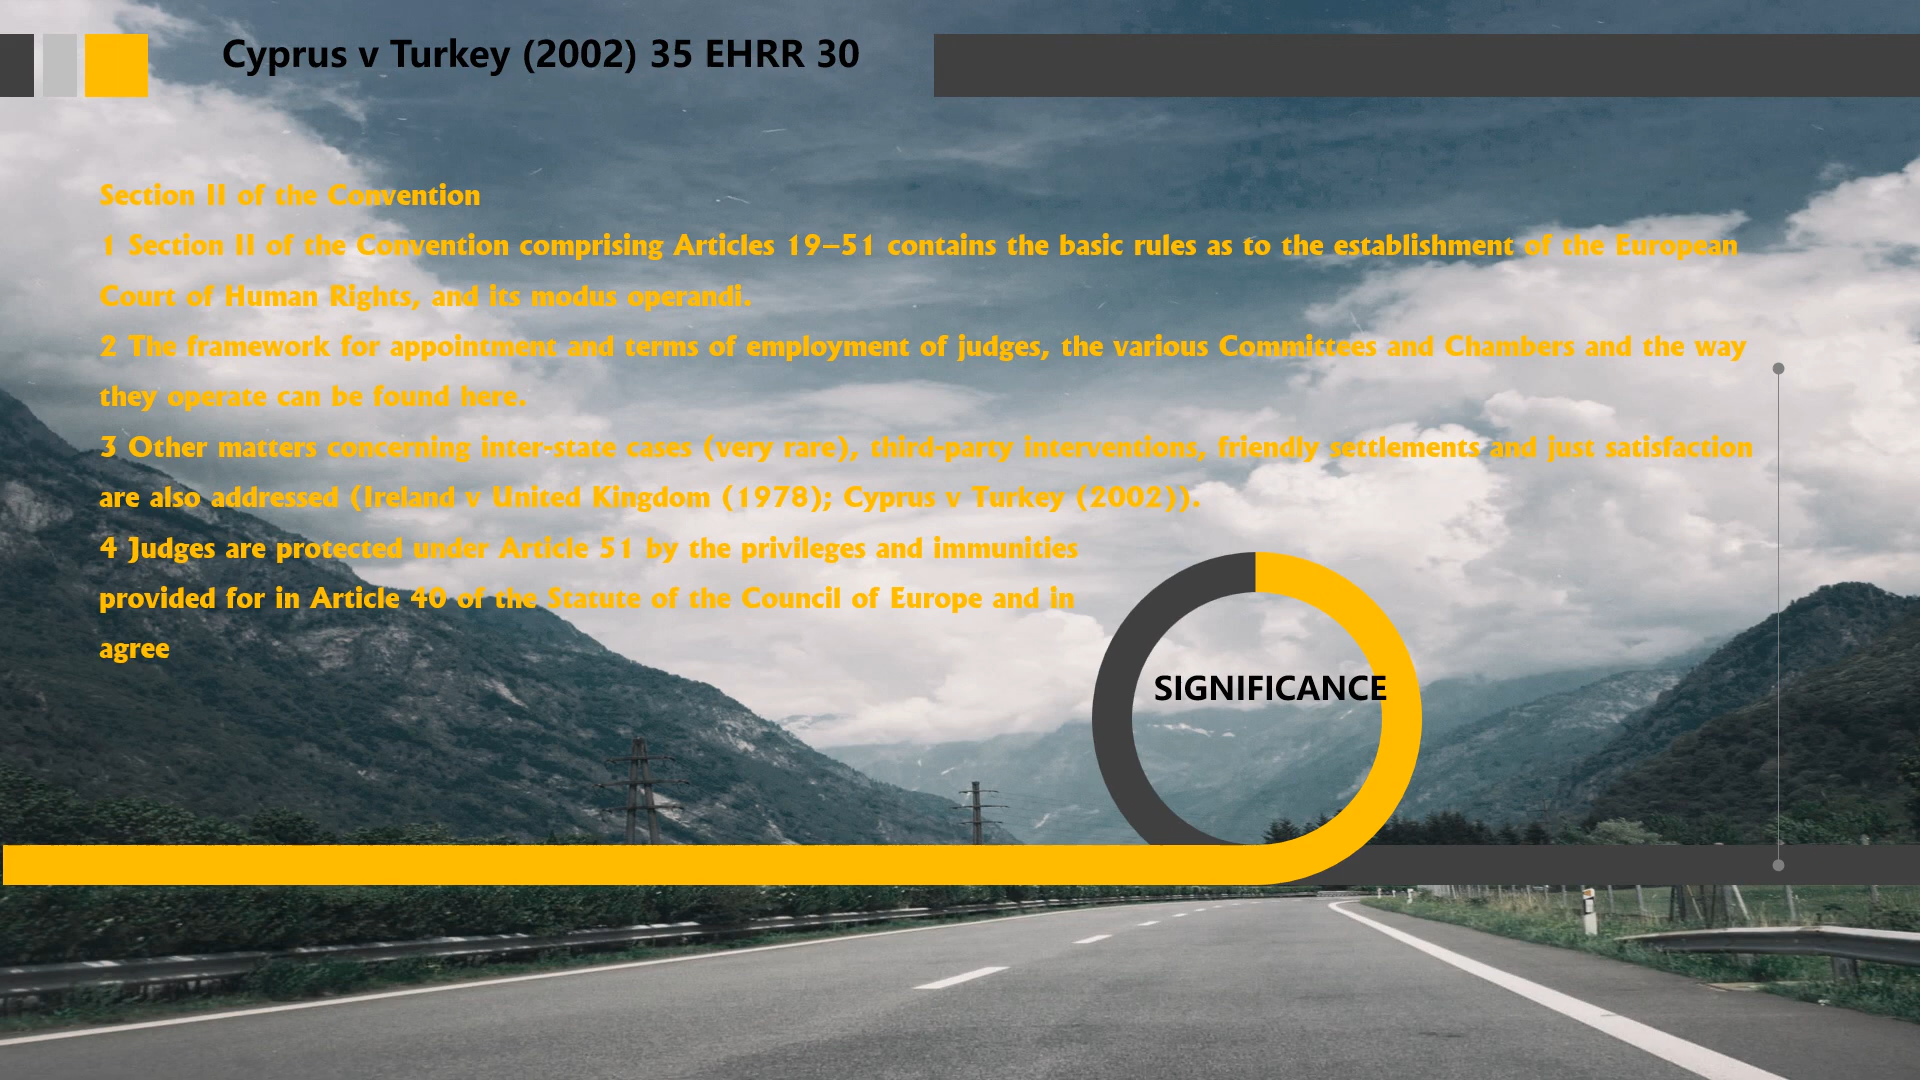 Cyprus v Turkey (2002) 35 EHRR 30
Section II of the Convention
1 Section II of the Convention comprising Articles 19–51 contains the basic rules as to the establishment of the European
Court of Human Rights, and its modus operandi.
2 The framework for appointment and terms of employment of judges, the various Committees and Chambers and the way
they operate can be found here.
3 Other matters concerning inter-state cases (very rare), third-party interventions, friendly settlements and just satisfaction
are also addressed (Ireland v United Kingdom (1978); Cyprus v Turkey (2002)).
4 Judges are protected under Article 51 by the privileges and immunities
provided for in Article 40 of the Statute of the Council of Europe and in
agree
SIGNIFICANCE